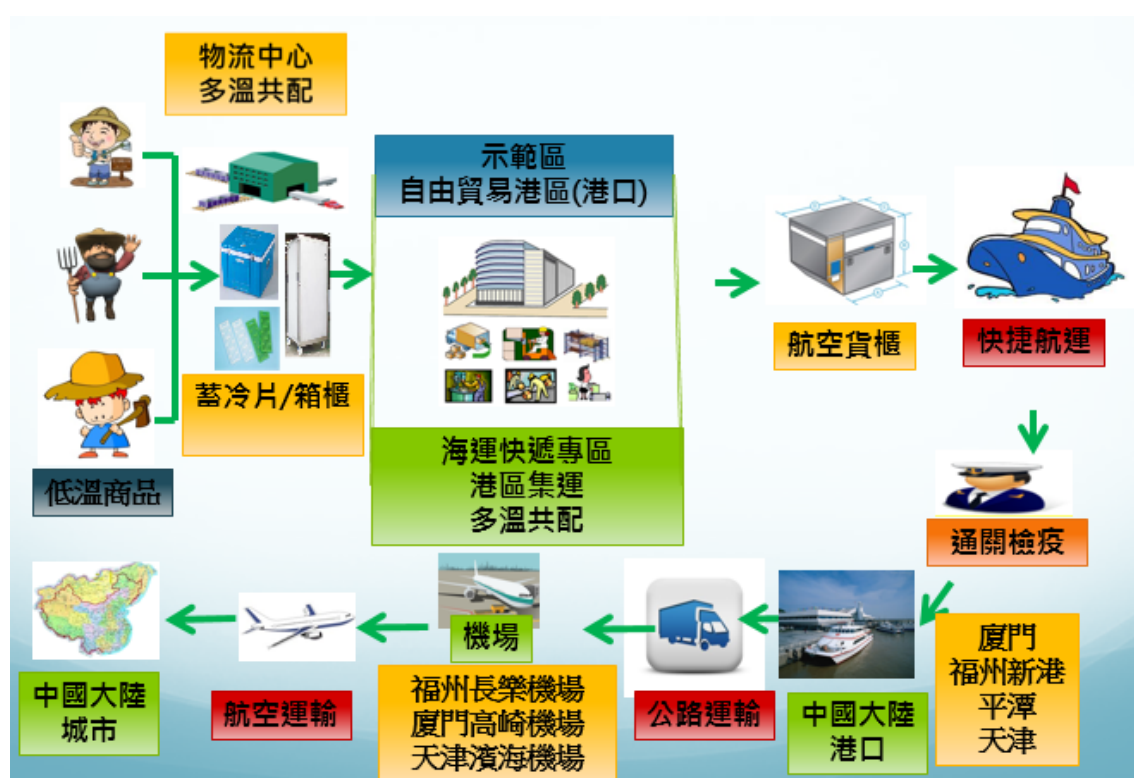 物流中心
多溫共配
示範區
自由貿易港區(港口)
蓄冷片/箱櫃
低溫商品
海運快遞專區
港區集運
多溫共配
航空貨櫃
快捷航運
通關檢疫
廈門
福州新港
平潭
天津
中國大陸
港口
公路運輸
機場
福州長樂機場
廈門高崎機場
天津濱海機場
航空運輸
中國大陸
城市